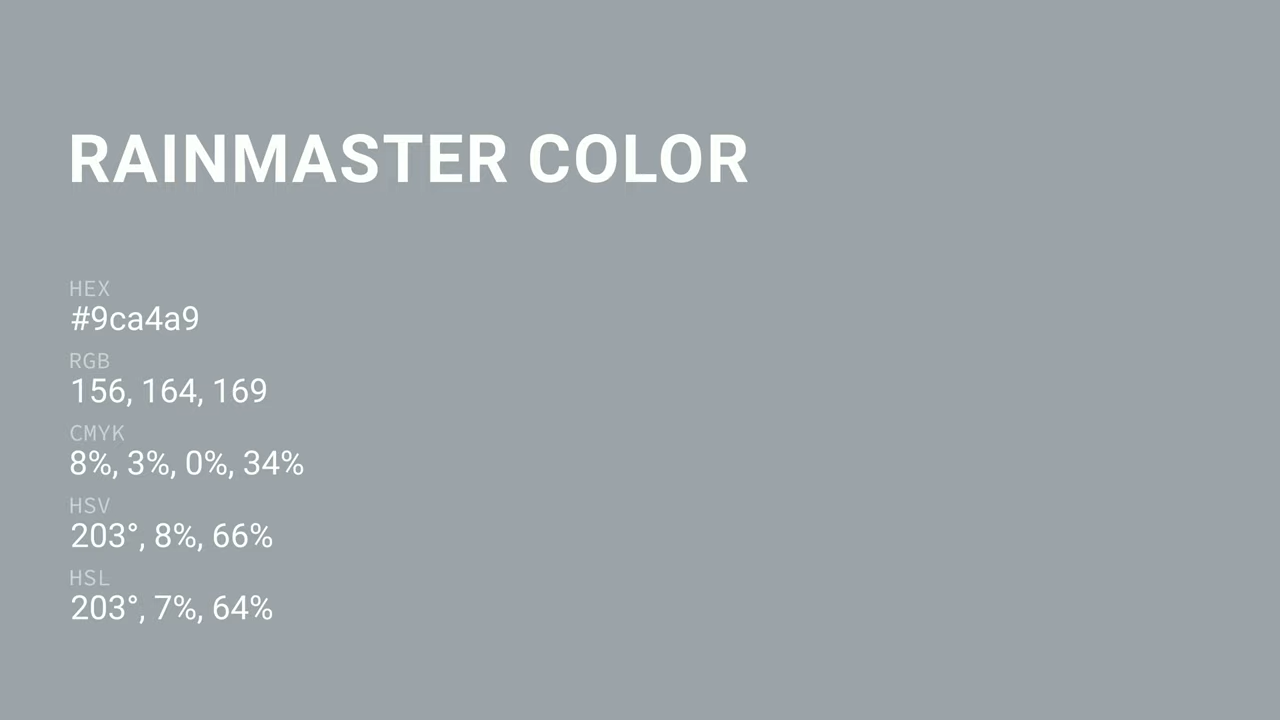 RAINMASTER COLOR
HEX
#9ca4a9
RGB
156, 164, 169
CMYK
8%, 3%, 0%, 34%
HSV
203°, 8%, 66%
HSL
203°, 7%, 64%